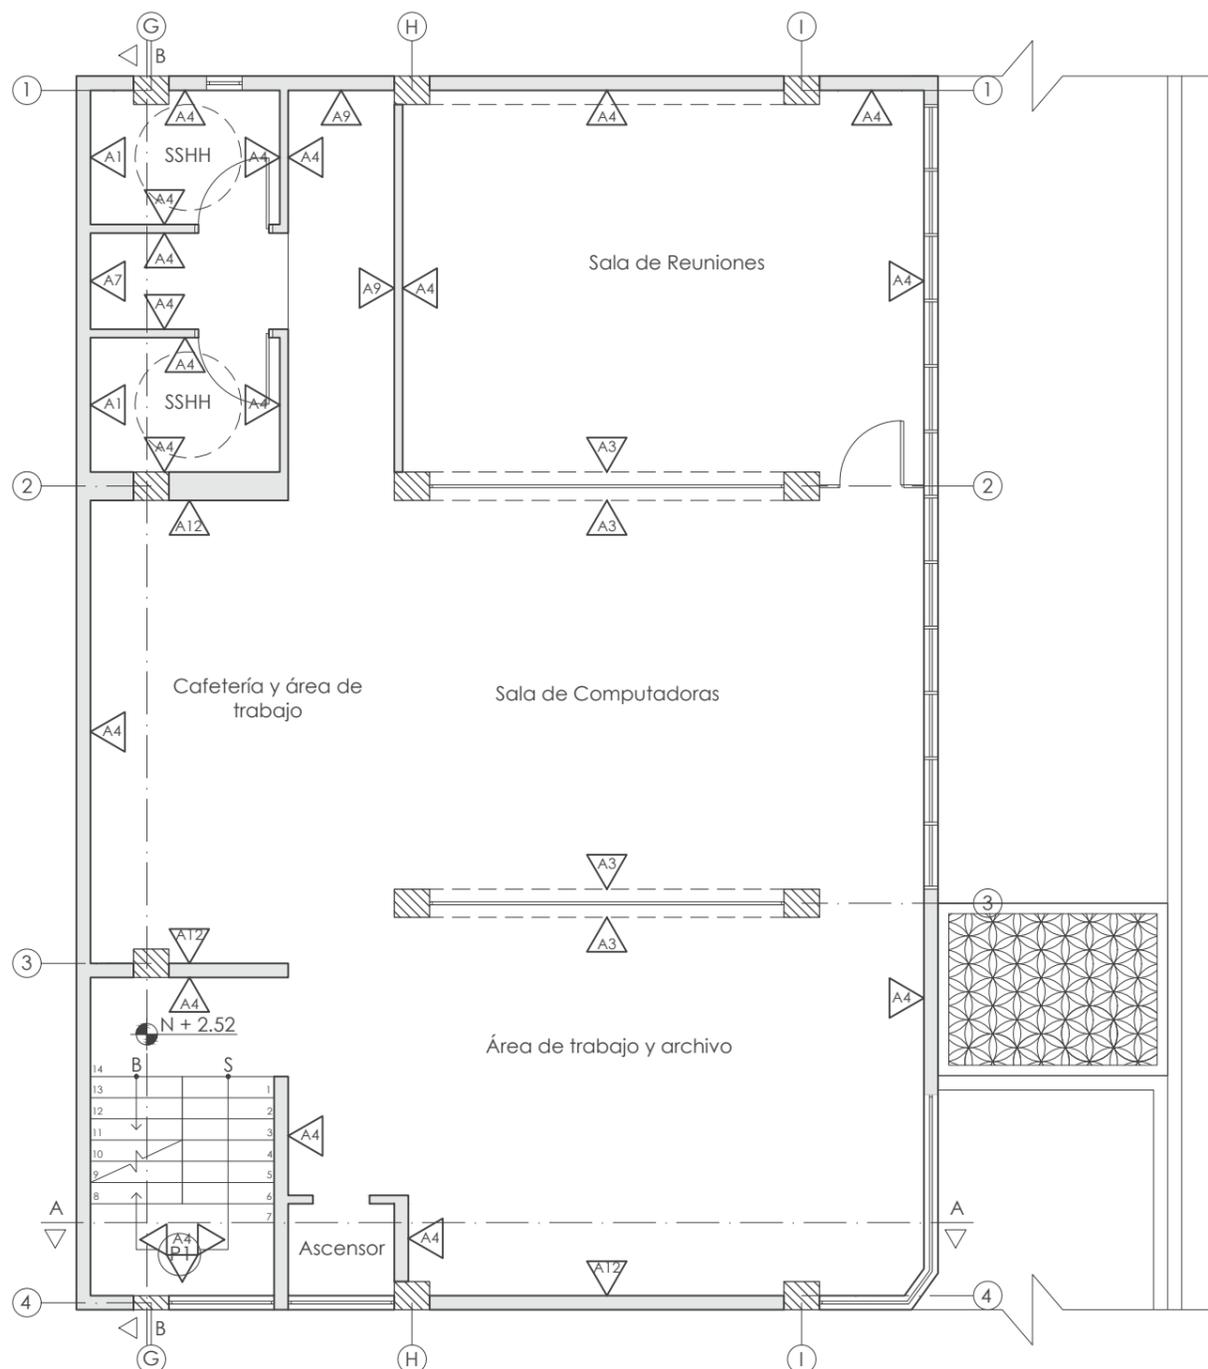 G
H
I
B
1
1
A4
A9
A4
A4
A1
SSHH
A4
A4
A4
Sala de Reuniones
A4
A7
A9
A4
A4
A4
A4
A1
SSHH
A4
A4
A3
2
2
A12
A3
Cafetería y área de
trabajo
Sala de Computadoras
A4
A3
3
A12
A3
3
A4
A4
N + 2.52
Área de trabajo y archivo
14
B
S
13
1
12
2
11
3
A4
10
4
9
5
8
6
A
7
A
A4
P1
Ascensor
A4
A12
4
4
B
G
H
I